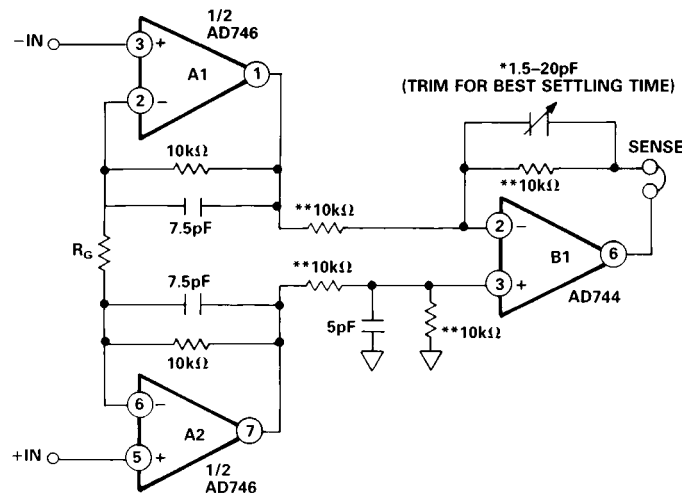 1/2
AD746
−IN
3
+
A1
1
2
−
*1.5–20pF
(TRIM FOR BEST SETTLING TIME)
SENSE
10kΩ
**10kΩ
7.5pF
**10kΩ
2
−
B1
6
RG
7.5pF
**10kΩ
3
+
AD744
5pF
**10kΩ
10kΩ
6
−
A2
7
+IN
5
+
1/2
AD746